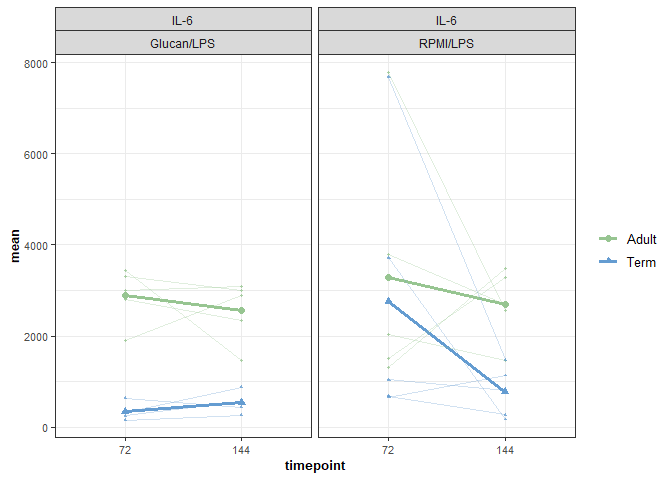 IL-6
IL-6
Glucan/LPS
RPMI/LPS
8000
6000
4000
2000
0
mean
72
144
72
144
timepoint
Adult
Term